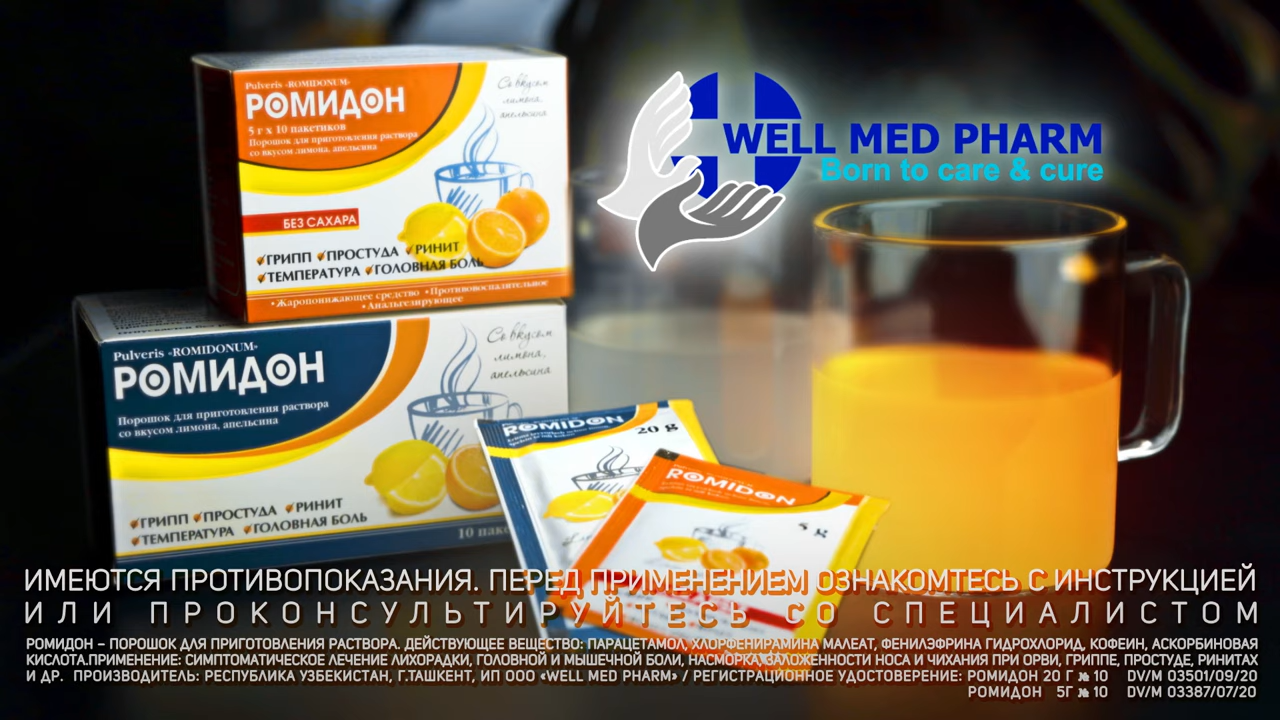 Pulveris «ROMIDONUM»
РОМИДОН
5 г х 10 пакетиков
Порошок для приготовления раствора
со вкусом лимона, апельсина
Со вкусом
лимона,
апельсина
БЕЗ САХАРА
ГРИПП ПРОСТУДА РИНИТ
ТЕМПЕРАТУРА ГОЛОВНАЯ БОЛЬ
•Жаропонижающее средство •Противовоспалительное
•Анальгезирующее
WELL MED PHARM
Born to care & cure
Pulveris «ROMIDONUM»
РОМИДОН
Порошок для приготовления раствора
со вкусом лимона, апельсина
Со вкусом
лимона,
апельсина
ГРИПП ПРОСТУДА РИНИТ
ТЕМПЕРАТУРА ГОЛОВНАЯ БОЛЬ
10 паке
ROMIDON
20 g
ROMIDON
5 g
ИМЕЮТСЯ ПРОТИВОПОКАЗАНИЯ. ПЕРЕД ПРИМЕНЕНИЕМ ОЗНАКОМТЕСЬ С ИНСТРУКЦИЕЙ
ИЛИ ПРОКОНСУЛЬТИРУЙТЕСЬ СО СПЕЦИАЛИСТОМ
РОМИДОН – ПОРОШОК ДЛЯ ПРИГОТОВЛЕНИЯ РАСТВОРА. ДЕЙСТВУЮЩЕЕ ВЕЩЕСТВО: ПАРАЦЕТАМОЛ, ХЛОРФЕНИРАМИНА МАЛЕАТ, ФЕНИЛЭФРИНА ГИДРОХЛОРИД, КОФЕИН, АСКОРБИНОВАЯ
КИСЛОТА.ПРИМЕНЕНИЕ: СИМПТОМАТИЧЕСКОЕ ЛЕЧЕНИЕ ЛИХОРАДКИ, ГОЛОВНОЙ И МЫШЕЧНОЙ БОЛИ, НАСМОРКА, ЗАЛОЖЕННОСТИ НОСА И ЧИХАНИЯ ПРИ ОРВИ, ГРИППЕ, ПРОСТУДЕ, РИНИТАХ
И ДР. ПРОИЗВОДИТЕЛЬ: РЕСПУБЛИКА УЗБЕКИСТАН, Г.ТАШКЕНТ, ИП ООО «WELL MED PHARM» / РЕГИСТРАЦИОННОЕ УДОСТОВЕРЕНИЕ: РОМИДОН 20 Г № 10 DV/M 03501/09/20
РОМИДОН 5Г № 10 DV/M 03387/07/20